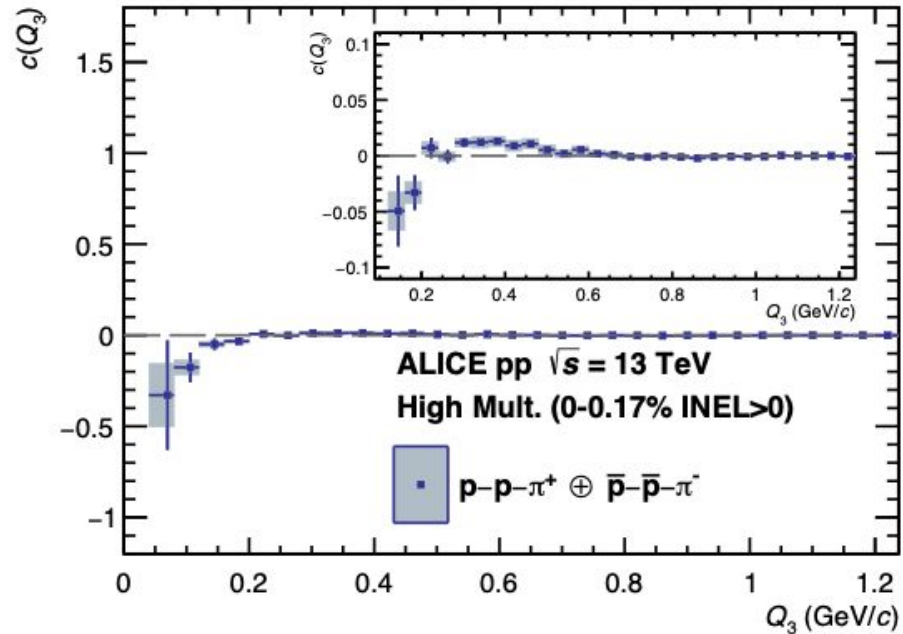 c(Q₃)
1.5
1
0.5
0
−0.5
−1
0 0.2 0.4 0.6 0.8 1 1.2
Q₃ (GeV/c)
c(Q₃)
0.1
0.05
0
−0.05
−0.1
0.2 0.4 0.6 0.8 1 1.2
Q₃ (GeV/c)
ALICE pp √s = 13 TeV
High Mult. (0-0.17% INEL>0)
p−p−π⁺ ⊕ p̅−p̅−π⁻